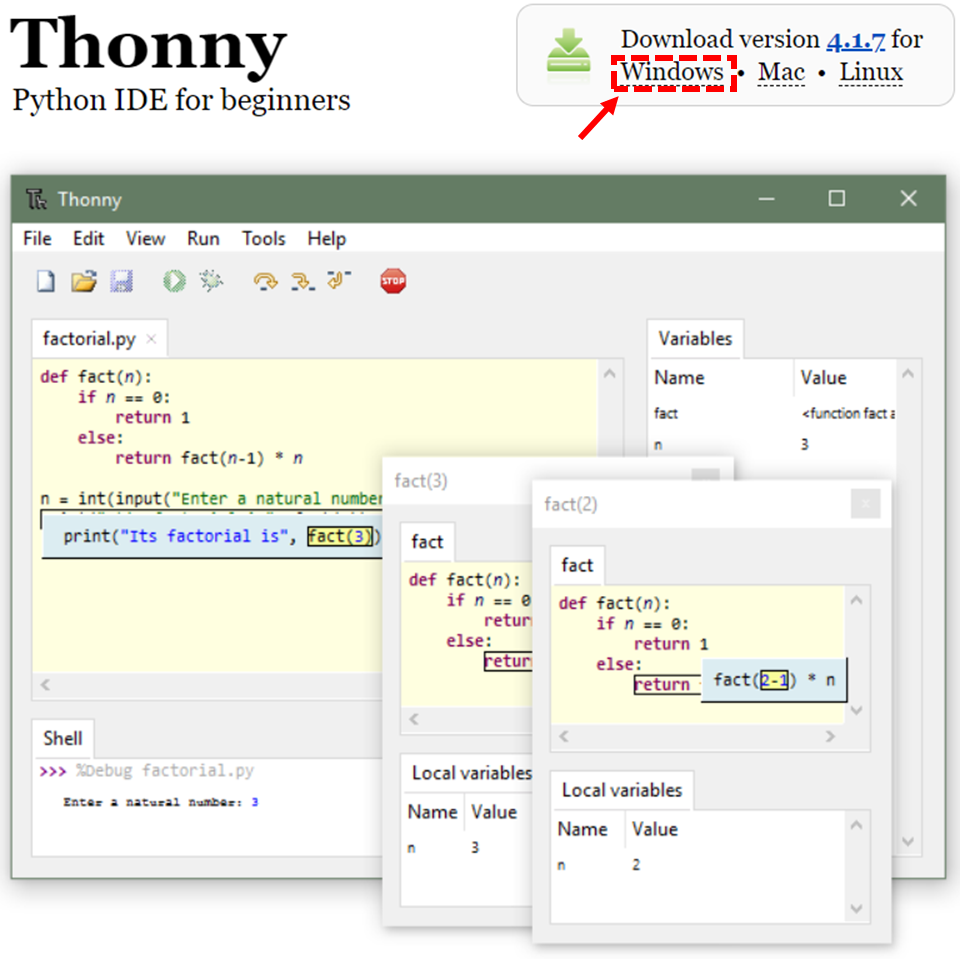 Thonny
Python IDE for beginners
Download version 4.1.7 for
Windows • Mac • Linux
Th Thonny
File Edit View Run Tools Help
STOP
factorial.py ×
def fact(n):
if n == 0:
return 1
else:
return fact(n-1) * n
n = int(input("Enter a natural number
print("Its factorial is", fact(3))
Variables
Name Value
fact <function fact a
n 3
Shell
>>> %Debug factorial.py
Enter a natural number: 3
fact(3)
fact
def fact(n):
if n == 0
retur
else:
retur
Local variables
Name Value
n 3
fact(2)
fact
def fact(n):
if n == 0:
return 1
else:
return fact(2-1) * n
Local variables
Name Value
n 2